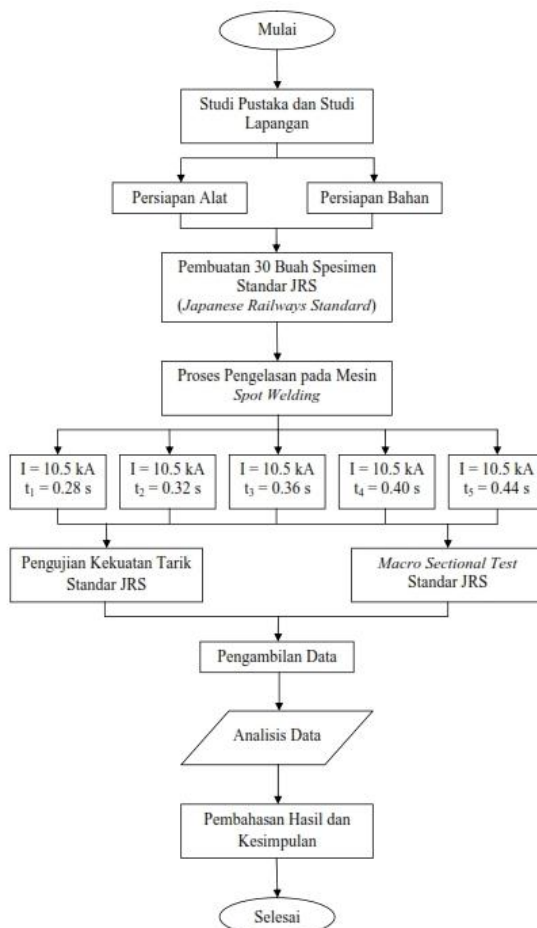 Mulai
Studi Pustaka dan Studi
Lapangan
Persiapan Alat
Persiapan Bahan
Pembuatan 30 Buah Spesimen
Standar JRS
(Japanese Railways Standard)
Proses Pengelasan pada Mesin
Spot Welding
I = 10.5 kA
t₁ = 0.28 s
I = 10.5 kA
t₂ = 0.32 s
I = 10.5 kA
t₃ = 0.36 s
I = 10.5 kA
t₄ = 0.40 s
I = 10.5 kA
t₅ = 0.44 s
Pengujian Kekuatan Tarik
Standar JRS
Macro Sectional Test
Standar JRS
Pengambilan Data
Analisis Data
Pembahasan Hasil dan
Kesimpulan
Selesai